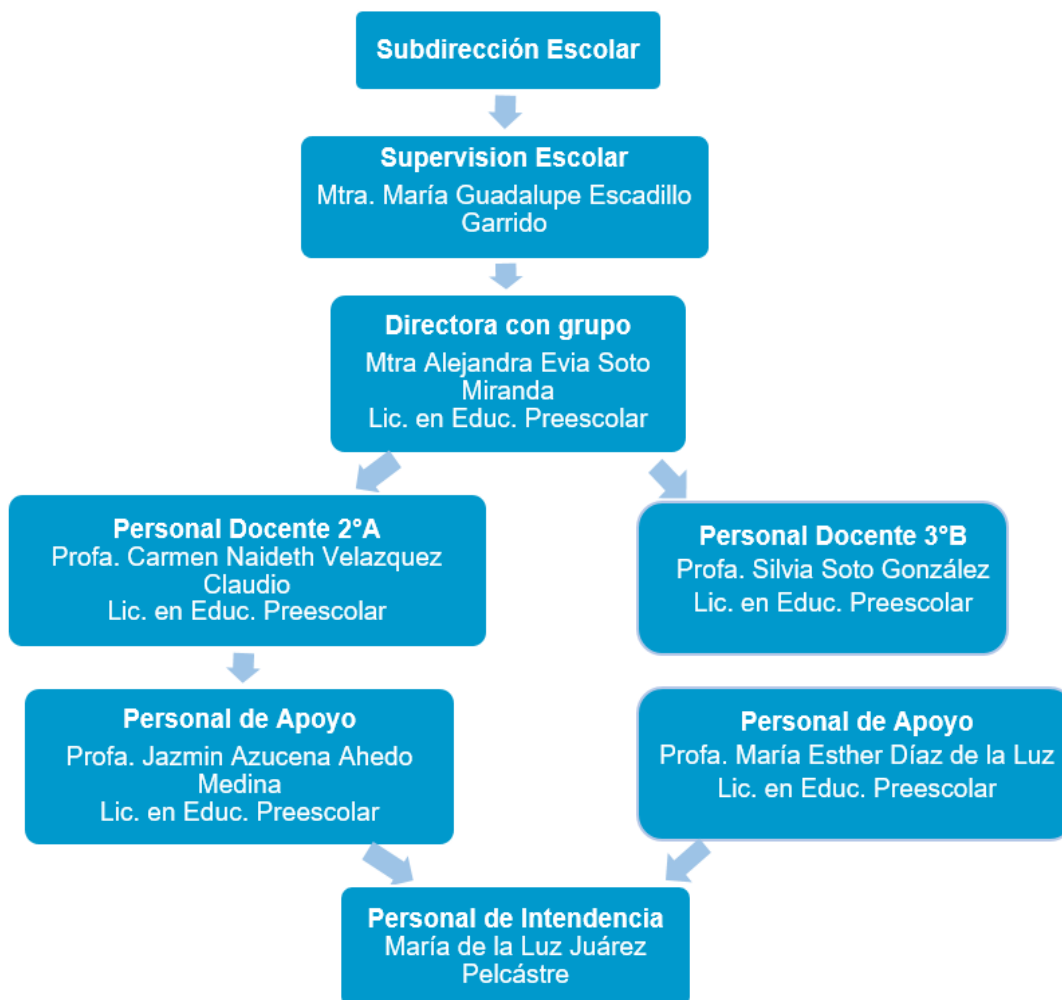 Subdirección Escolar
Supervision Escolar
Mtra. María Guadalupe Escadillo
Garrido
Directora con grupo
Mtra Alejandra Evia Soto
Miranda
Lic. en Educ. Preescolar
Personal Docente 2°A
Profa. Carmen Naideth Velazquez
Claudio
Lic. en Educ. Preescolar
Personal Docente 3°B
Profa. Silvia Soto González
Lic. en Educ. Preescolar
Personal de Apoyo
Profa. Jazmin Azucena Ahedo
Medina
Lic. en Educ. Preescolar
Personal de Apoyo
Profa. María Esther Díaz de la Luz
Lic. en Educ. Preescolar
Personal de Intendencia
María de la Luz Juárez
Pelcástre